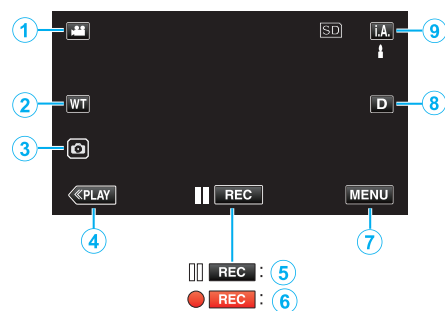 1 SD i.A. 9
2 WT D 8
3
≪PLAY REC MENU
4 7
REC : 5
REC : 6